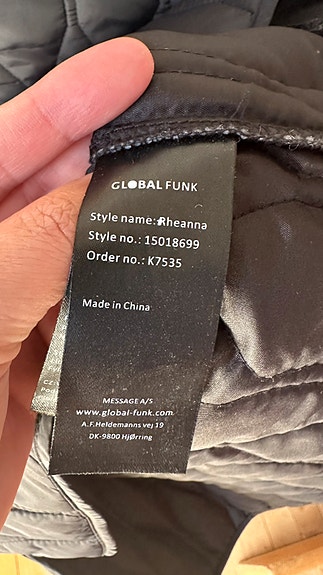 GLOBAL FUNK
Style name: Rheanna
Style no.: 15018699
Order no.: K7535
Made in China
MESSAGE A/S
www.global-funk.com
A.F.Heldemanns vej 19
DK-9800 HjØrring